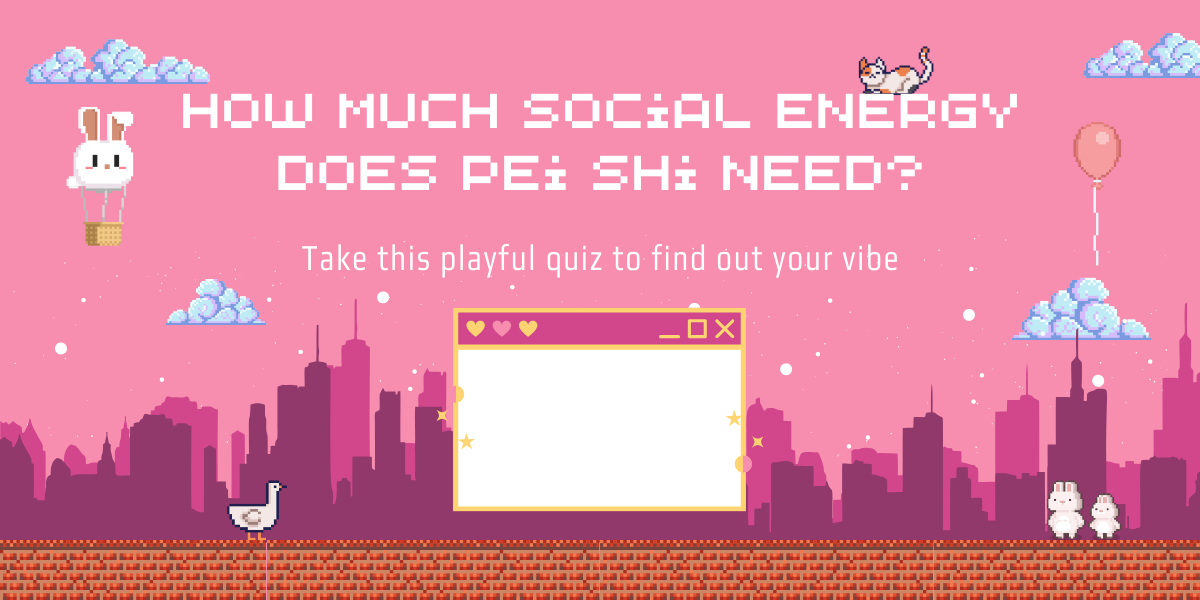 HOW MUCH SOCiAL ENERGY
DOES PEi SHi NEED?
Take this playful quiz to find out your vibe